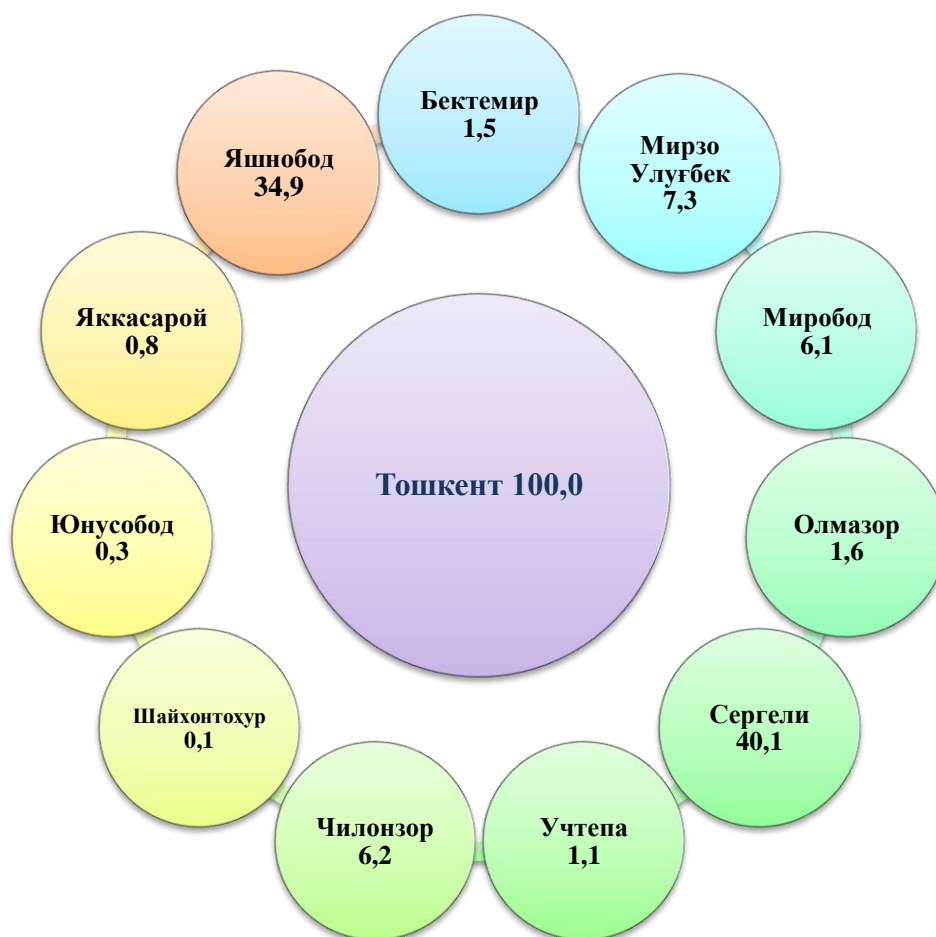 Бектемир
1,5
Мирзо
Улуғбек
7,3
Миробод
6,1
Олмазор
1,6
Сергели
40,1
Учтепа
1,1
Чилонзор
6,2
Шайхонтоҳур
0,1
Юнусобод
0,3
Яккасарой
0,8
Яшнобод
34,9
Тошкент 100,0